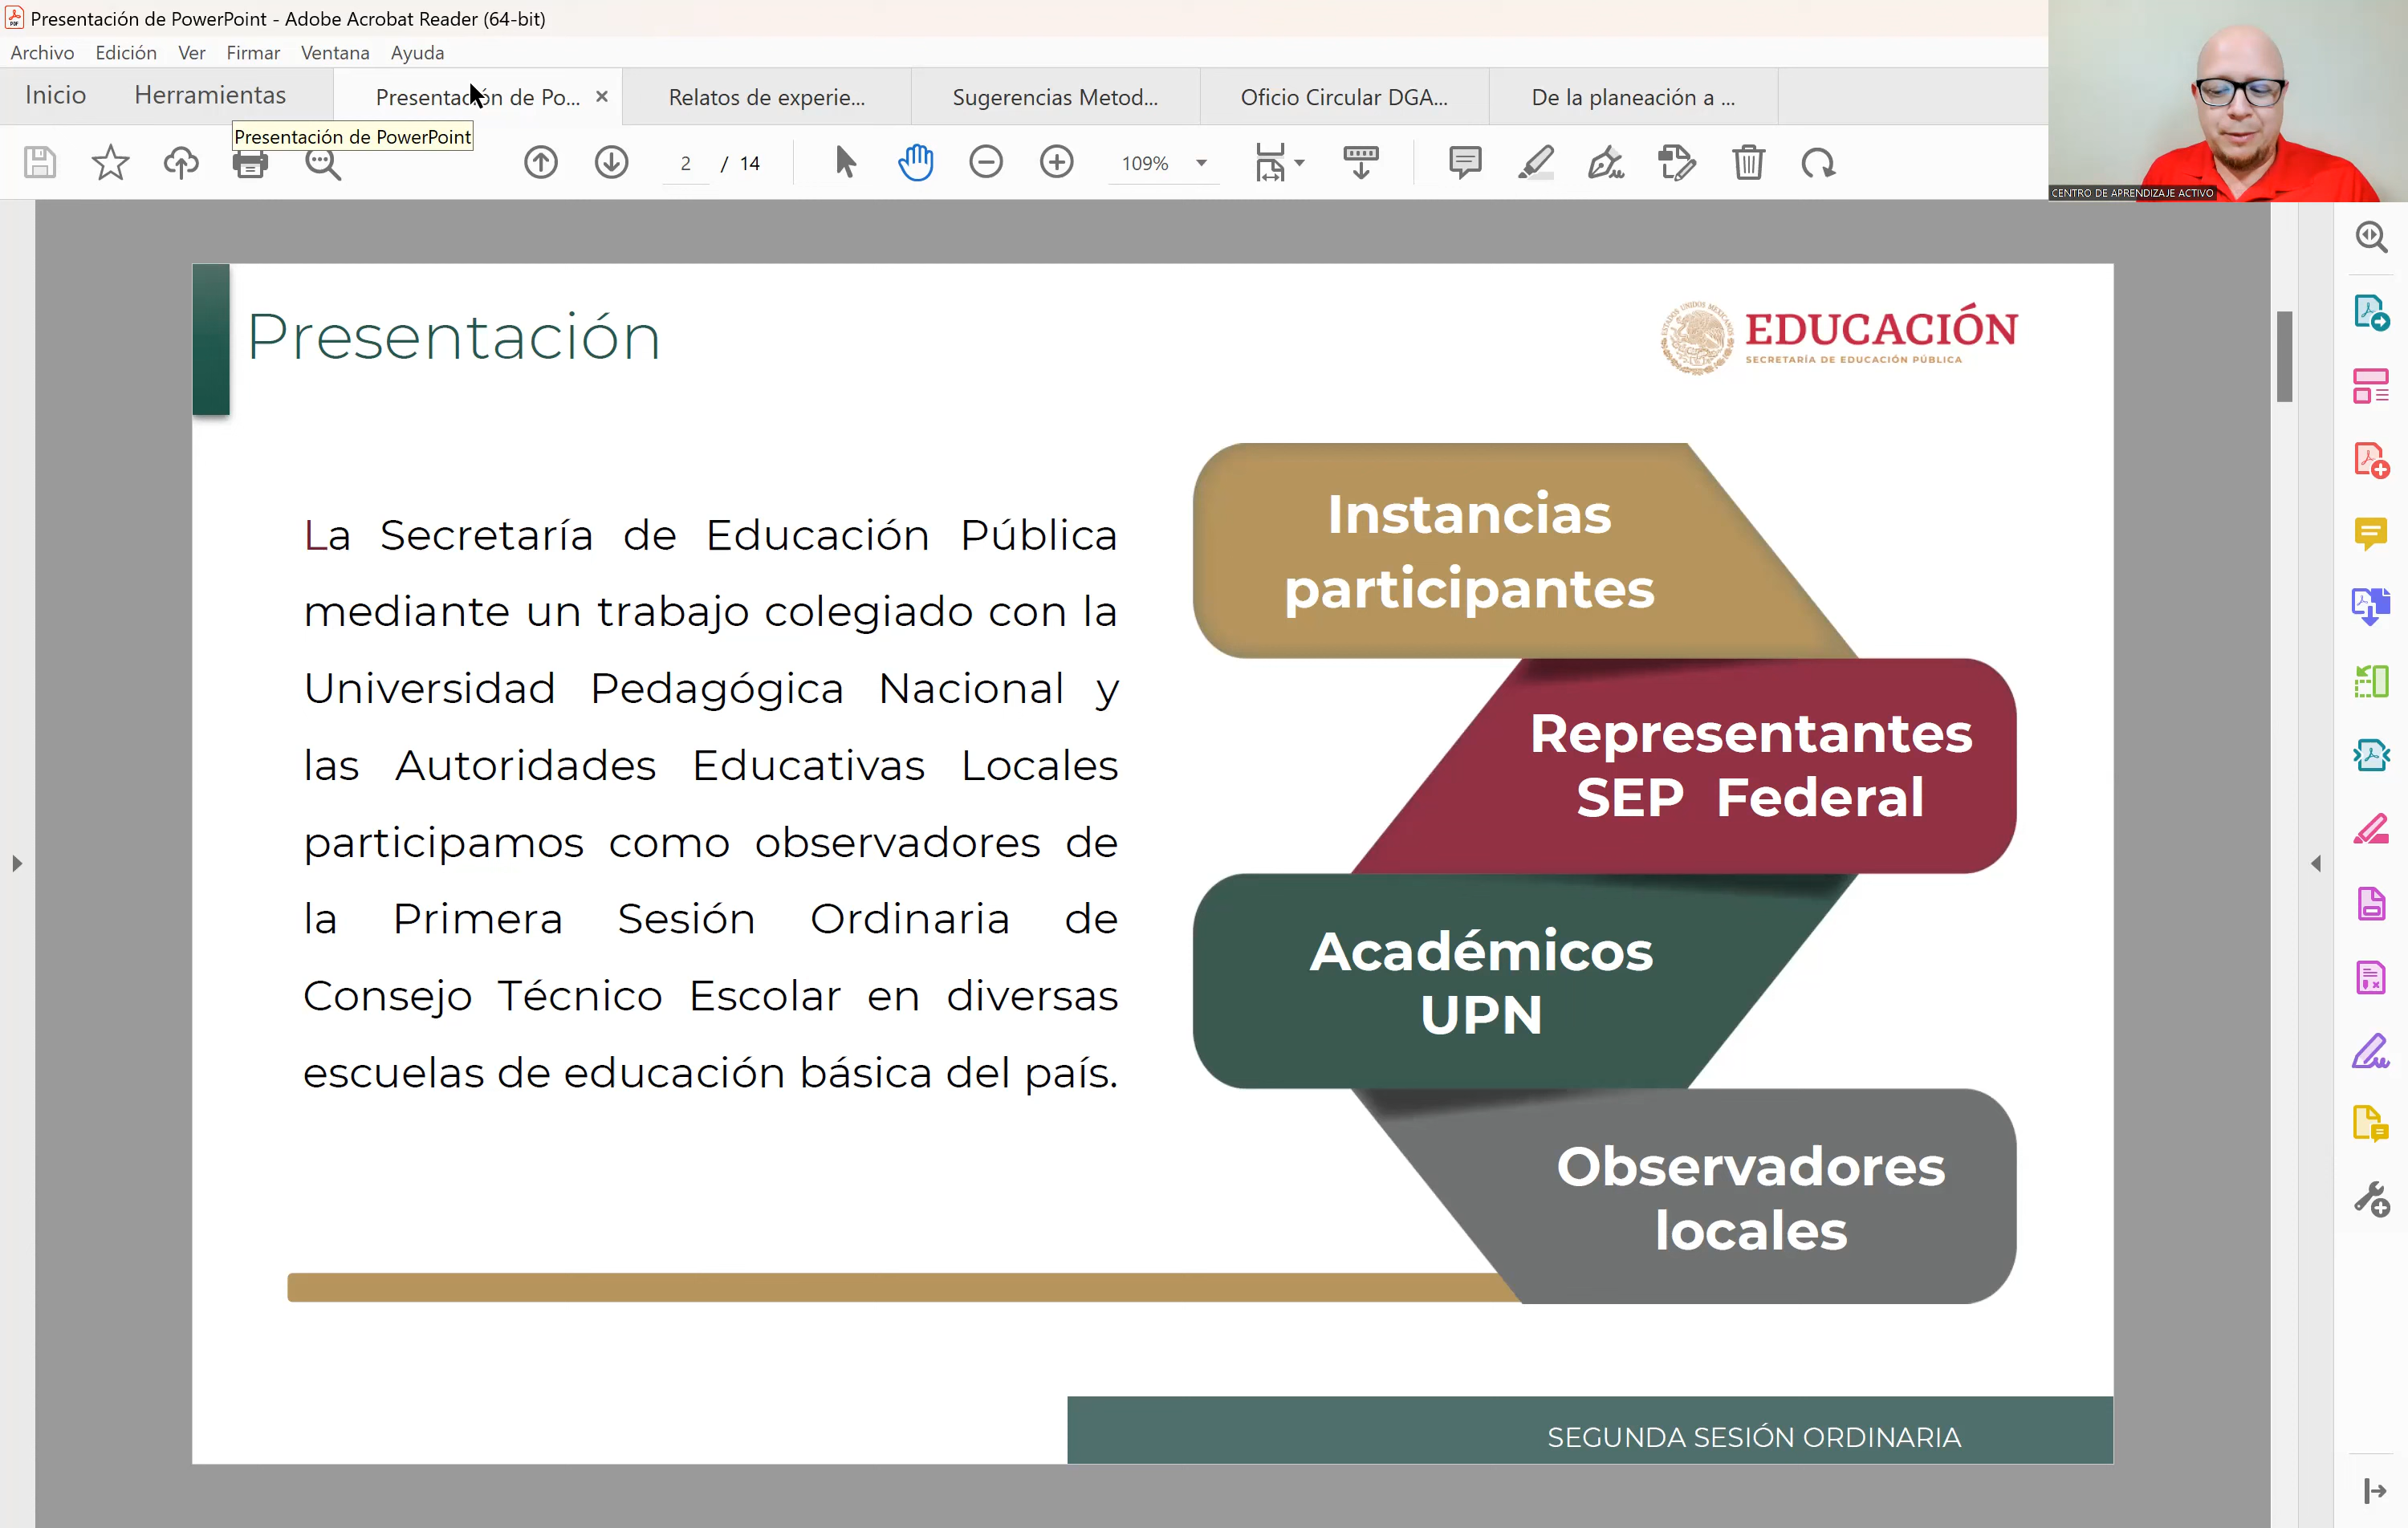 Presentación de PowerPoint - Adobe Acrobat Reader (64-bit)
Archivo Edición Ver Firmar Ventana Ayuda
Inicio Herramientas Presentación de Po... Relatos de experie... Sugerencias Metod... Oficio Circular DGA... De la planeación a ...
Presentación de PowerPoint
2 / 14 109%
CENTRO DE APRENDIZAJE ACTIVO
Presentación
ESTADOS UNIDOS MEXICANOS
EDUCACIÓN
SECRETARÍA DE EDUCACIÓN PÚBLICA
La Secretaría de Educación Pública
mediante un trabajo colegiado con la
Universidad Pedagógica Nacional y
las Autoridades Educativas Locales
participamos como observadores de
la Primera Sesión Ordinaria de
Consejo Técnico Escolar en diversas
escuelas de educación básica del país.
Instancias
participantes
Representantes
SEP Federal
Académicos
UPN
Observadores
locales
SEGUNDA SESIÓN ORDINARIA